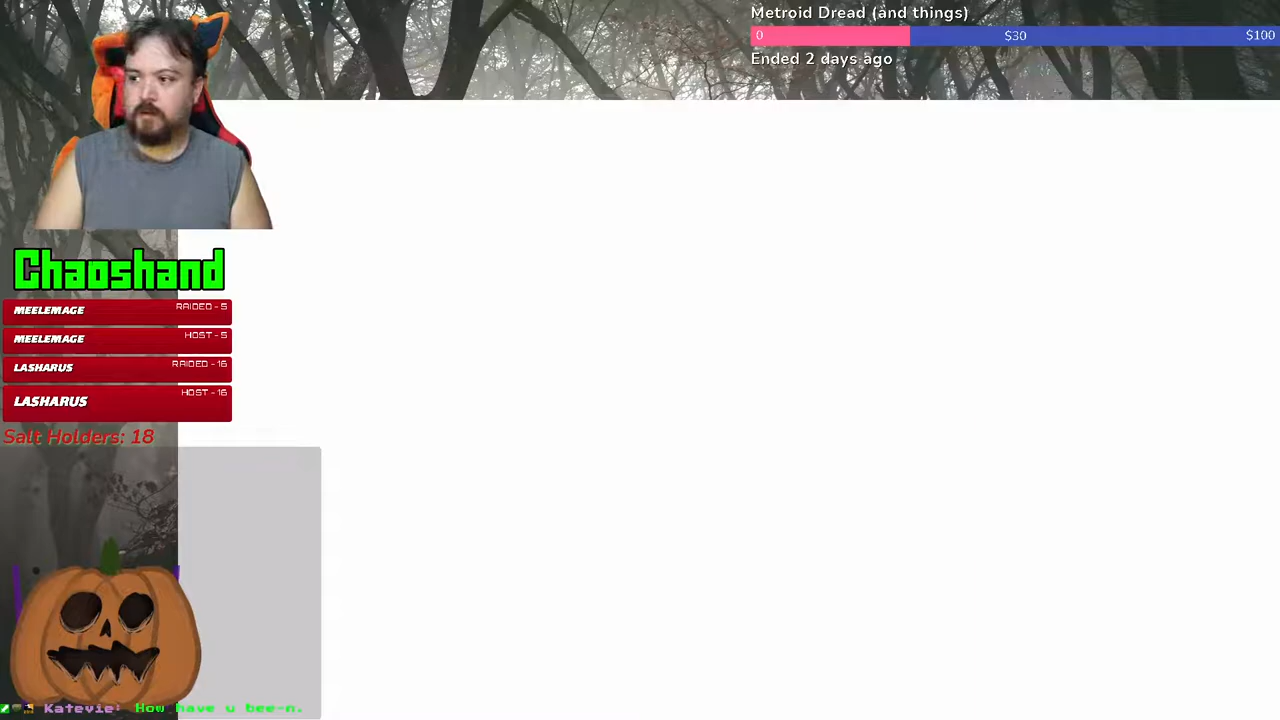 Metroid Dread (and things)
0 $30 $100
Ended 2 days ago
Chaoshand
MEELEMAGE RAIDED - 5
MEELEMAGE HOST - 5
LASHARUS RAIDED - 16
LASHARUS HOST - 16
Salt Holders: 18
Katevie: How have u bee-n.